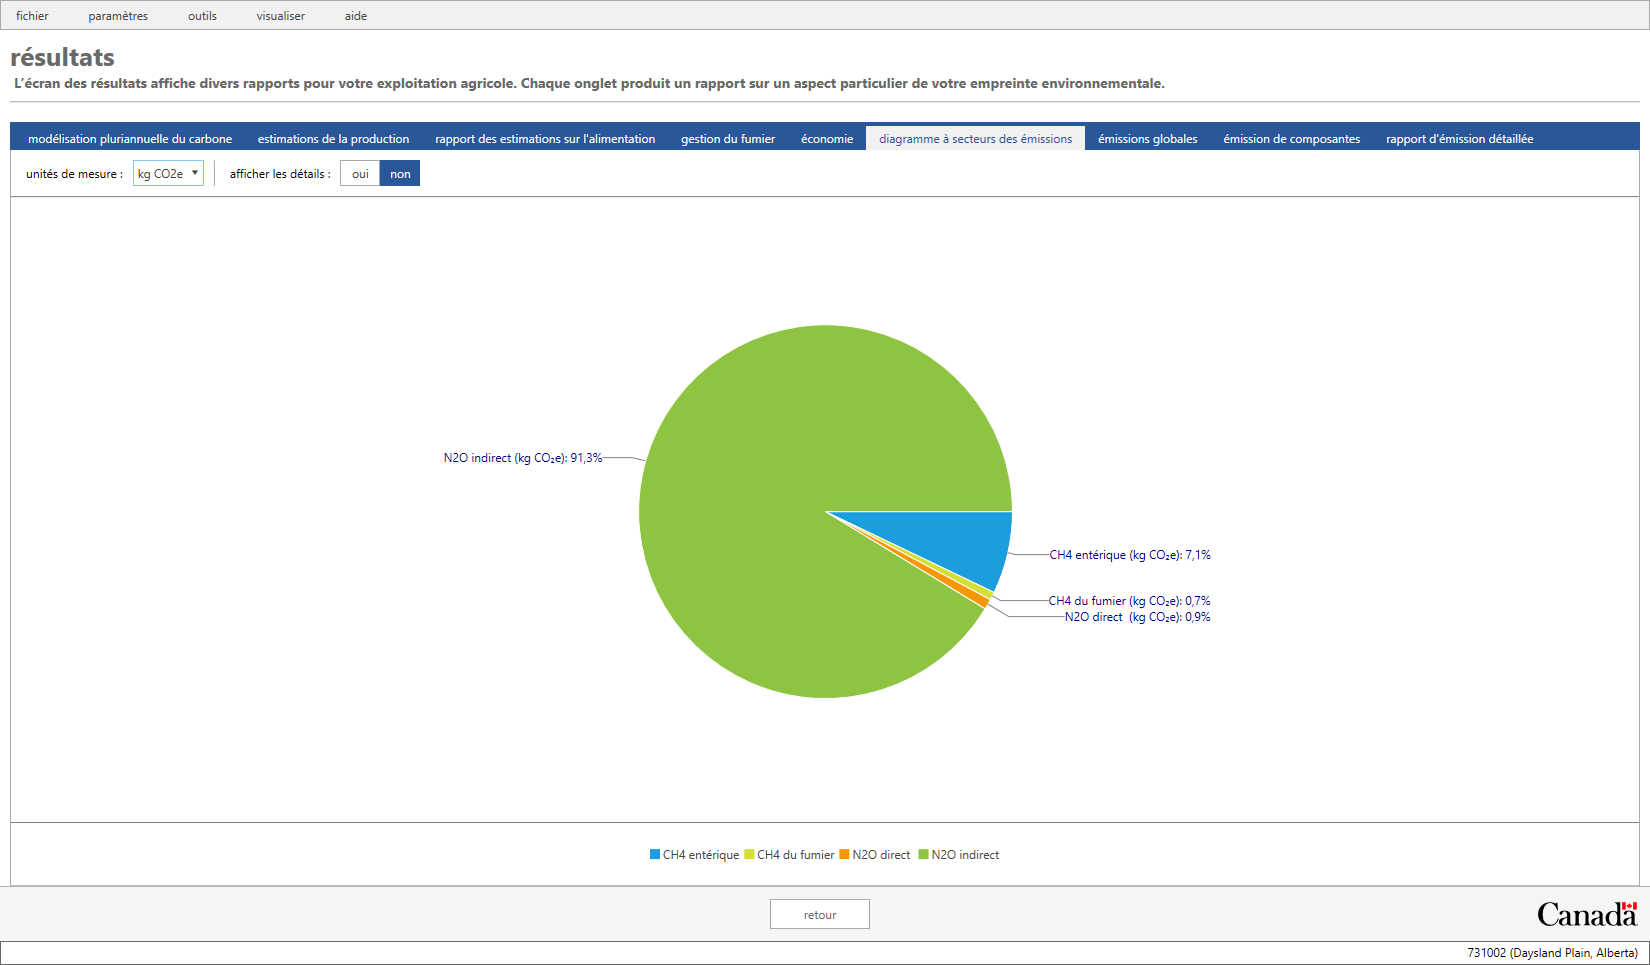 fichier paramètres outils visualiser aide
résultats
L’écran des résultats affiche divers rapports pour votre exploitation agricole. Chaque onglet produit un rapport sur un aspect particulier de votre empreinte environnementale.
modélisation pluriannuelle du carbone estimations de la production rapport des estimations sur l'alimentation gestion du fumier économie diagramme à secteurs des émissions émissions globales émission de composantes rapport d'émission détaillée
unités de mesure : kg CO2e afficher les détails : oui non
N2O indirect (kg CO₂e): 91,3%
CH4 entérique (kg CO₂e): 7,1%
CH4 du fumier (kg CO₂e): 0,7%
N2O direct (kg CO₂e): 0,9%
CH4 entérique CH4 du fumier N2O direct N2O indirect
retour
Canada
731002 (Daysland Plain, Alberta)